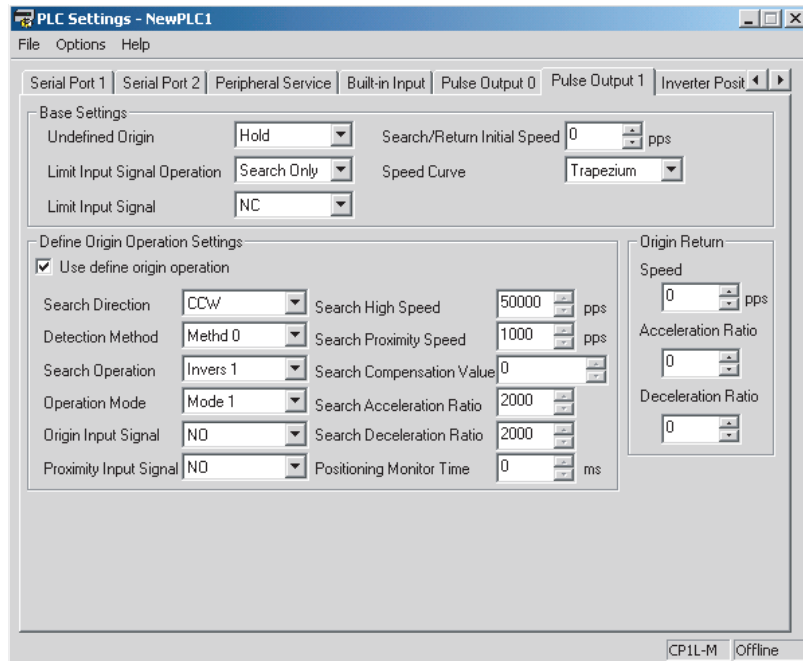 PLC Settings - NewPLC1
File Options Help
Serial Port 1 Serial Port 2 Peripheral Service Built-in Input Pulse Output 0 Pulse Output 1 Inverter Posit
Base Settings
Undefined Origin Hold Search/Return Initial Speed 0 pps
Limit Input Signal Operation Search Only Speed Curve Trapezium
Limit Input Signal NC
Define Origin Operation Settings Origin Return
Use define origin operation Speed
0 pps
Search Direction CCW Search High Speed 50000 pps
Detection Method Methd 0 Search Proximity Speed 1000 pps Acceleration Ratio
Search Operation Invers 1 Search Compensation Value 0 0
Operation Mode Mode 1 Search Acceleration Ratio 2000 Deceleration Ratio
Origin Input Signal NO Search Deceleration Ratio 2000 0
Proximity Input Signal NO Positioning Monitor Time 0 ms
CP1L-M Offline